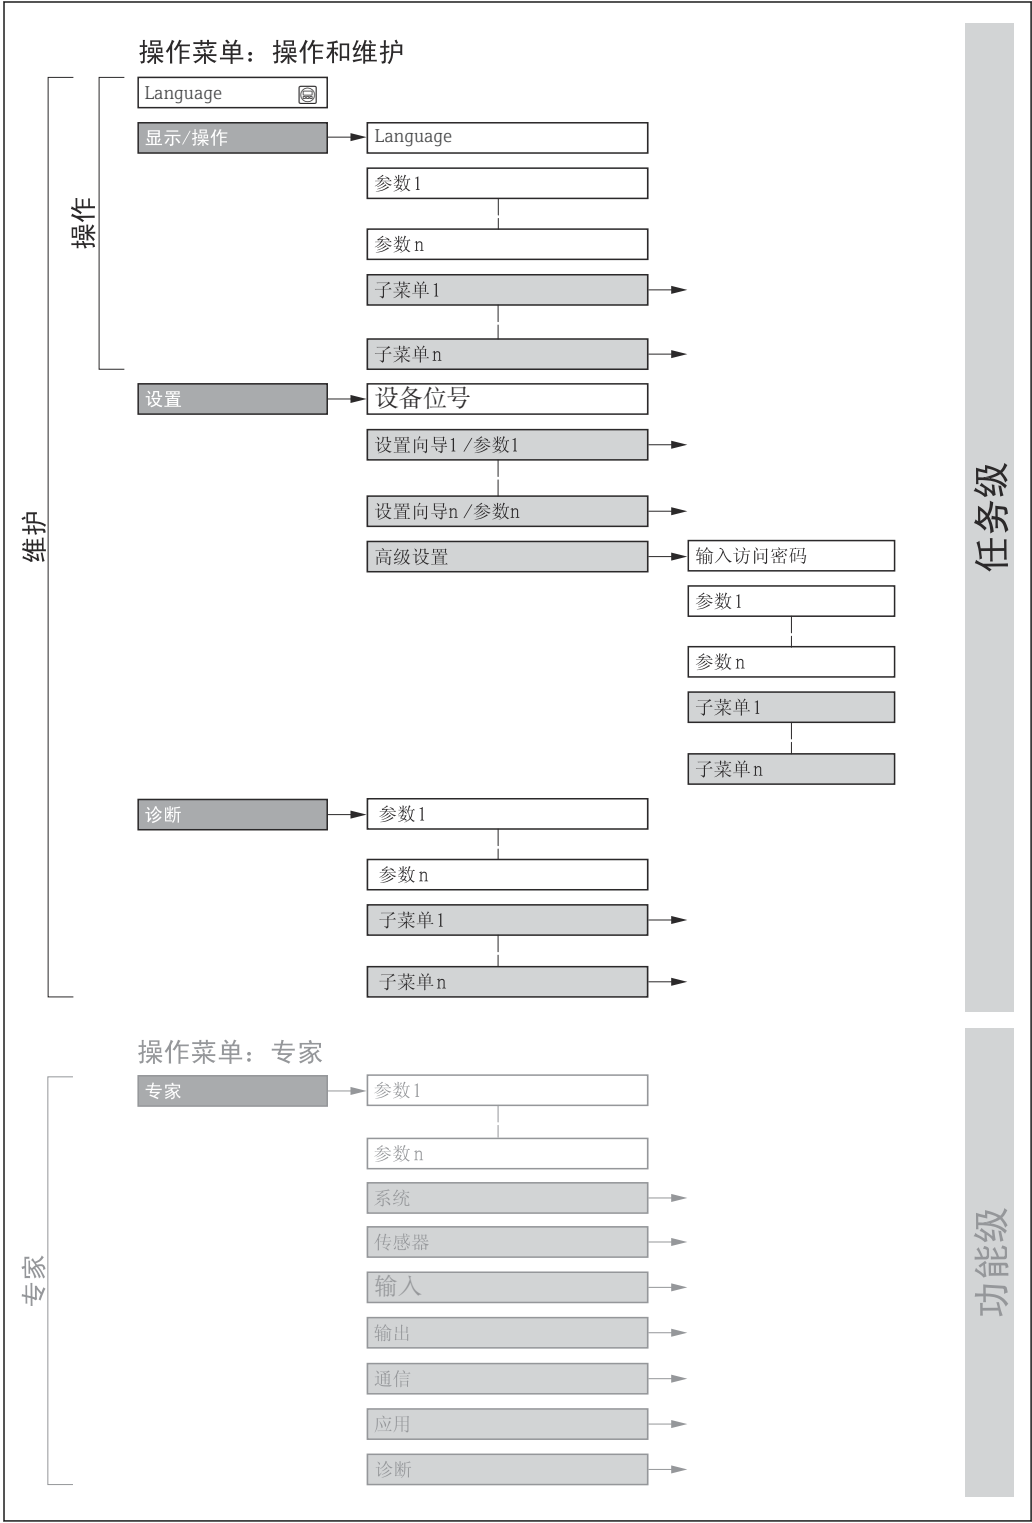 操作菜单：操作和维护
Language
显示/操作
Language
参数1
操作
参数n
子菜单1
子菜单n
设置
设备位号
设置向导1 /参数1
设置向导n /参数n
维护
任务级
高级设置
输入访问密码
参数1
参数n
子菜单1
子菜单n
诊断
参数1
参数n
子菜单1
子菜单n
操作菜单：专家
专家
参数1
参数n
系统
传感器
专家
功能级
输入
输出
通信
应用
诊断